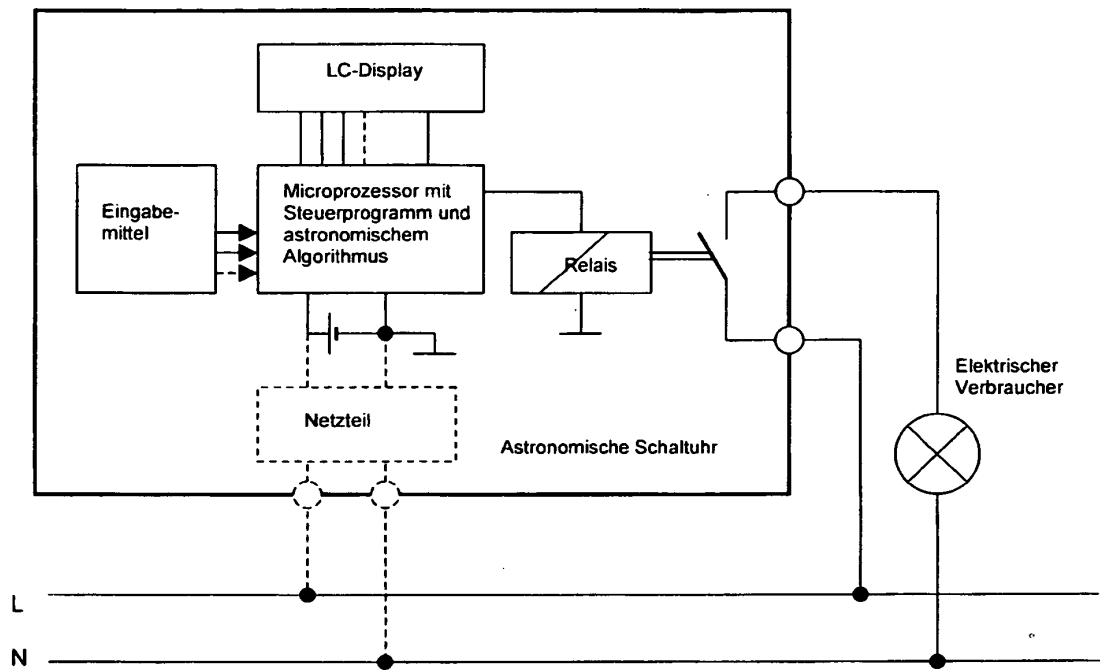 LC-Display
Eingabe-
mittel
Microprozessor mit
Steuerprogramm und
astronomischem
Algorithmus
Relais
Elektrischer
Verbraucher
Netzteil
Astronomische Schaltuhr
L
N